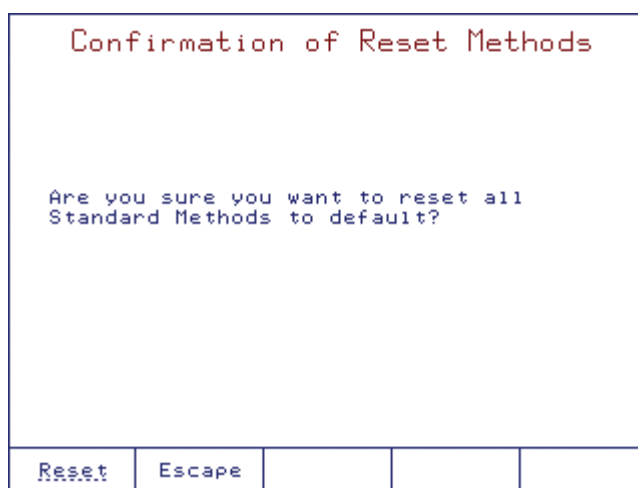 Confirmation of Reset Methods
Are you sure you want to reset all
Standard Methods to default?
Reset Escape